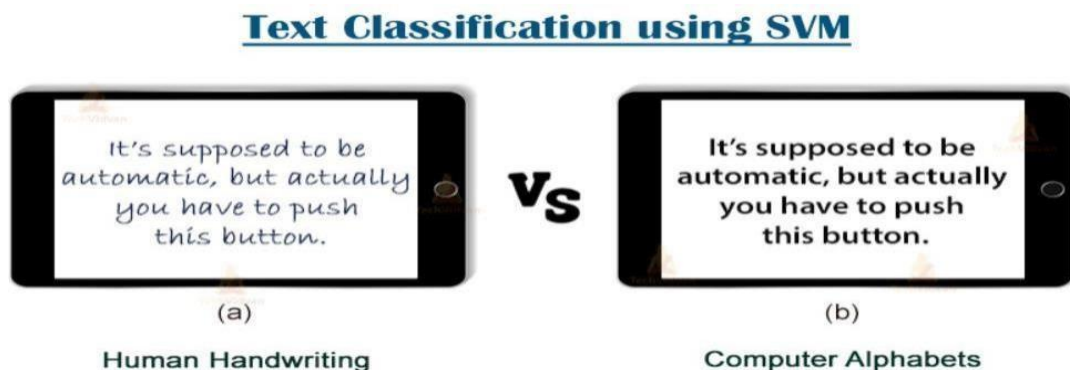 Text Classification using SVM
It's supposed to be
automatic, but actually
you have to push
this button.
(a)
Human Handwriting
Vs
It's supposed to be
automatic, but actually
you have to push
this button.
(b)
Computer Alphabets